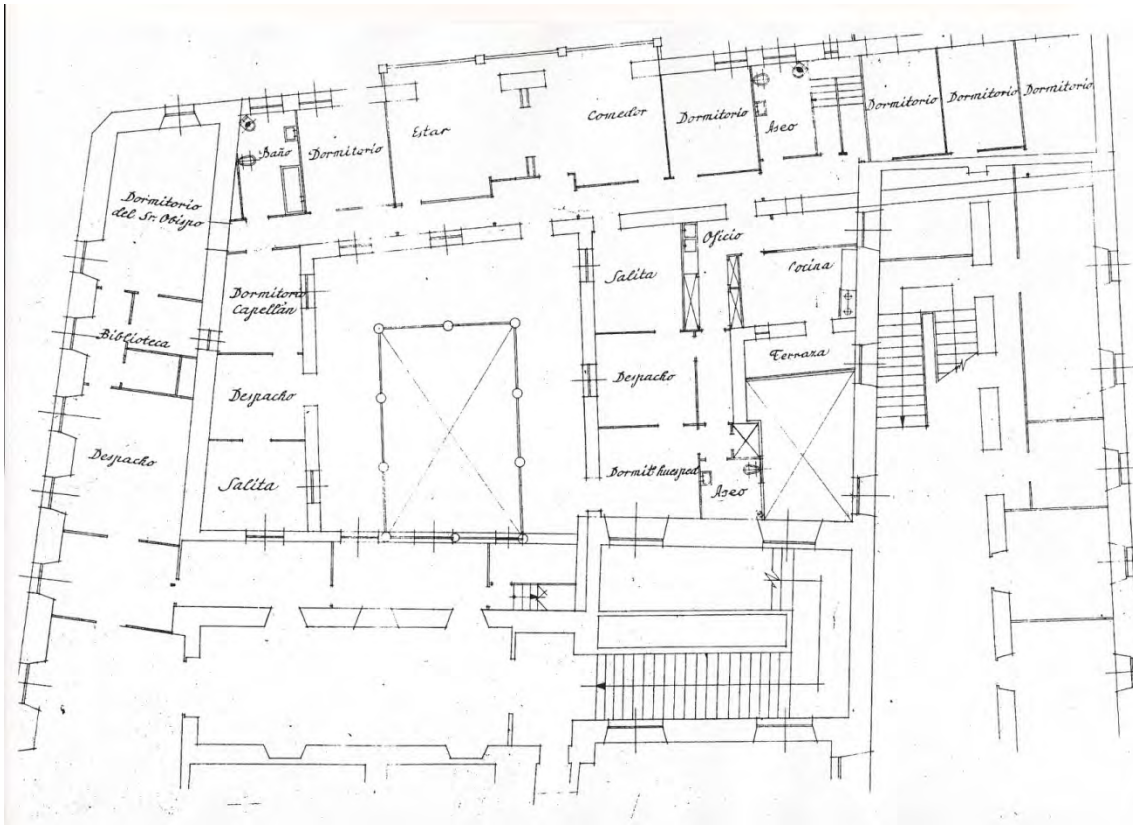 Estar
Comedor
Dormitorio
Aseo
Dormitorio
Dormitorio
Dormitorio
Baño
Dormitorio
Dormitorio
del Sr. Obispo
Oficio
Salita
Cocina
Dormitorio
Capellán
Biblioteca
Terraza
Despacho
Despacho
Despacho
Salita
Dormitº huesped
Aseo